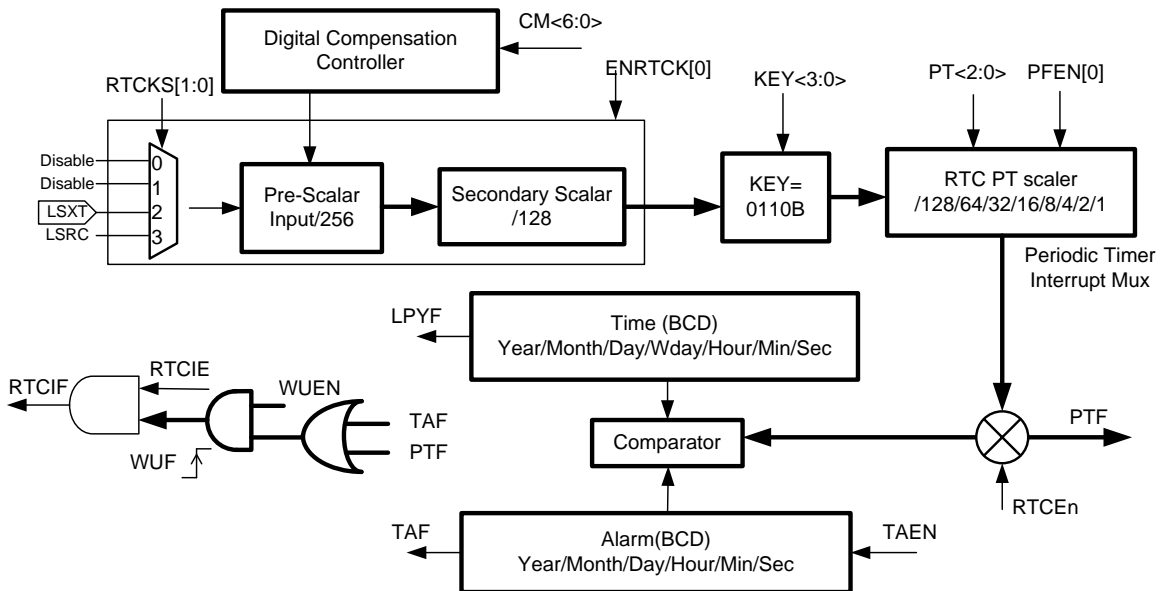 CM<6:0>
Digital Compensation
Controller
RTCKS[1:0]
ENRTCK[0]
KEY<3:0>
PT<2:0>
PFEN[0]
Disable
0
Disable
1
LSXT
2
LSRC
3
Pre-Scalar
Input/256
Secondary Scalar
/128
KEY=
0110B
RTC PT scaler
/128/64/32/16/8/4/2/1
Periodic Timer
Interrupt Mux
LPYF
Time (BCD)
Year/Month/Day/Wday/Hour/Min/Sec
RTCIF
RTCIE
WUEN
TAF
PTF
WUF
Comparator
PTF
RTCEn
TAF
Alarm(BCD)
Year/Month/Day/Hour/Min/Sec
TAEN